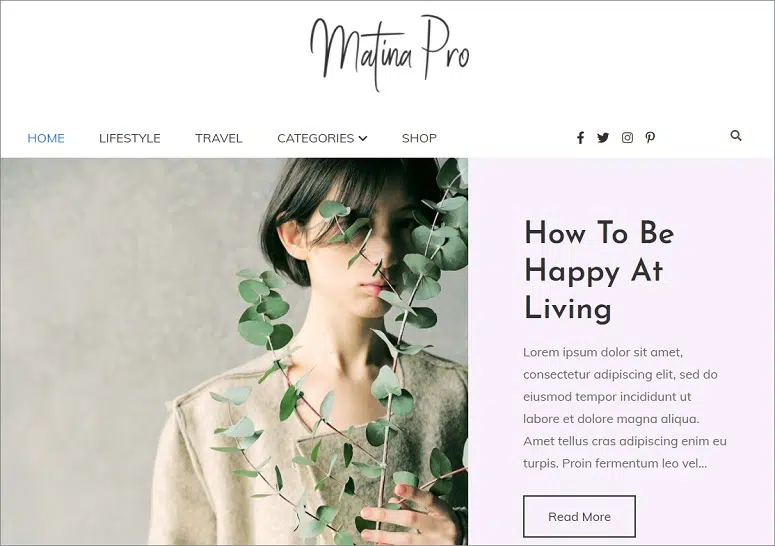 Matina Pro
HOME LIFESTYLE TRAVEL CATEGORIES SHOP
How To Be
Happy At
Living
Lorem ipsum dolor sit amet,
consectetur adipiscing elit, sed do
eiusmod tempor incididunt ut
labore et dolore magna aliqua.
Amet tellus cras adipiscing enim eu
turpis. Proin fermentum leo vel...
Read More